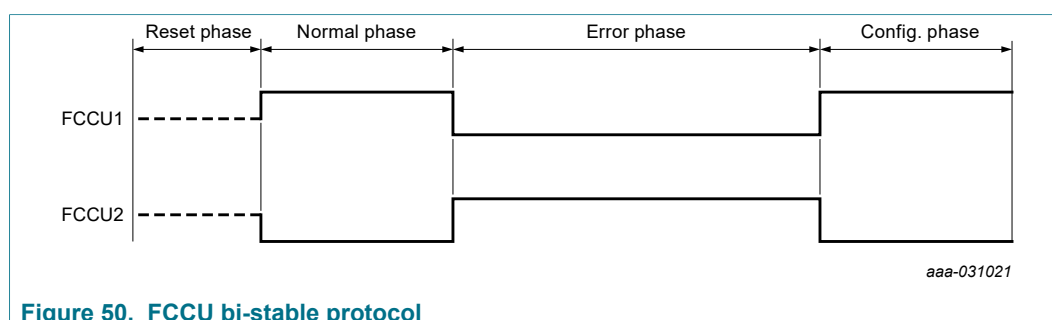 Reset phase Normal phase Error phase Config. phase
FCCU1
FCCU2
aaa-031021
Figure 50. FCCU bi-stable protocol